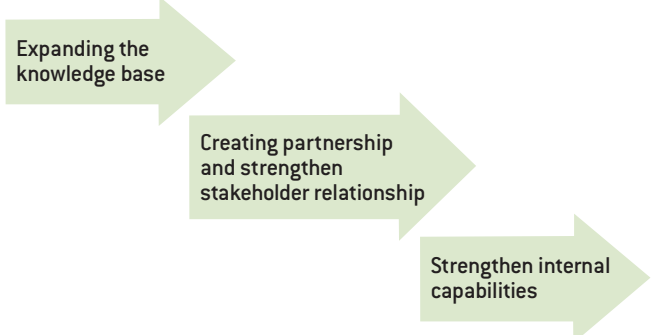 Expanding the
knowledge base
Creating partnership
and strengthen
stakeholder relationship
Strengthen internal
capabilities